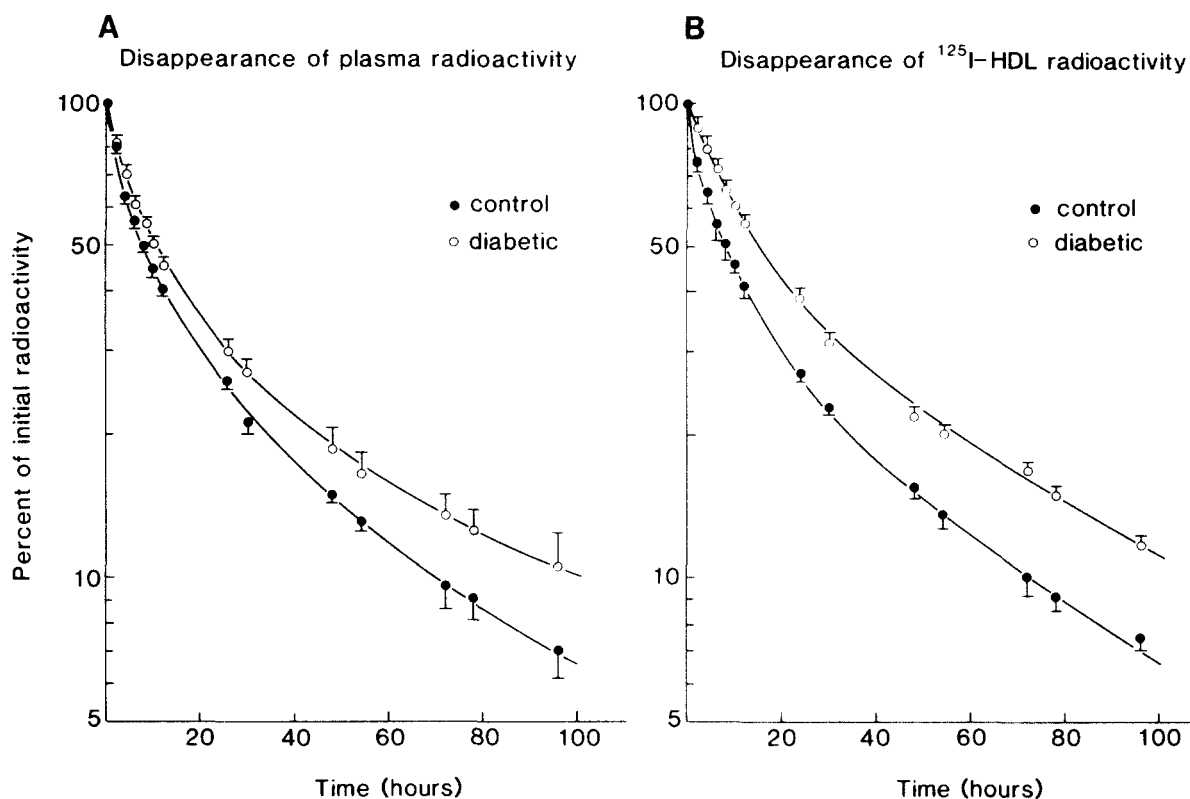 A
Disappearance of plasma radioactivity
Percent of initial radioactivity
100
50
10
5
control
diabetic
20 40 60 80 100
Time (hours)
B
Disappearance of ¹²⁵I-HDL radioactivity
100
50
20
10
5
control
diabetic
20 40 60 80 100
Time (hours)